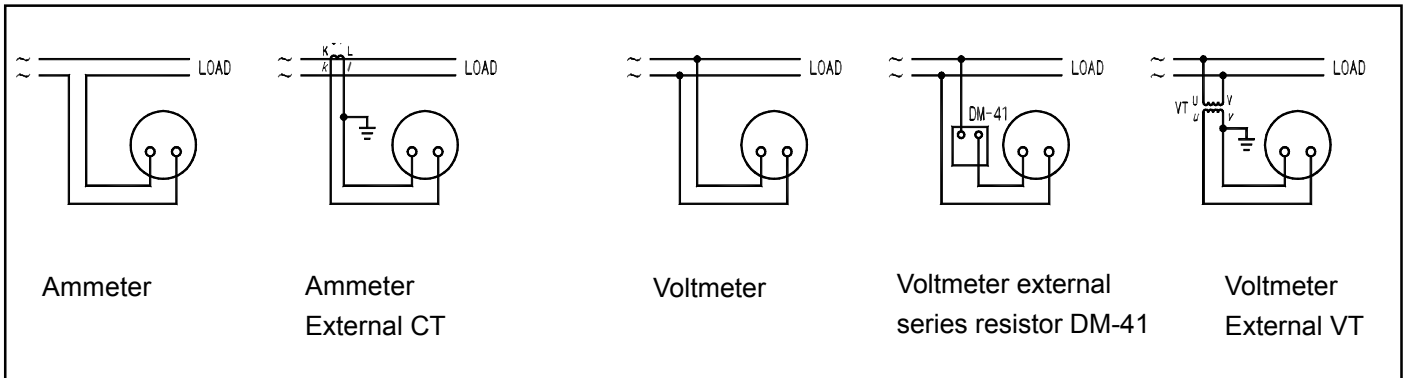 ~ ~ LOAD
K L
k l
~ ~ LOAD
~ ~ LOAD
~ ~ LOAD
DM-41
~ ~ LOAD
U V
VT
u v
Ammeter
Ammeter
External CT
Voltmeter
Voltmeter external
series resistor DM-41
Voltmeter
External VT